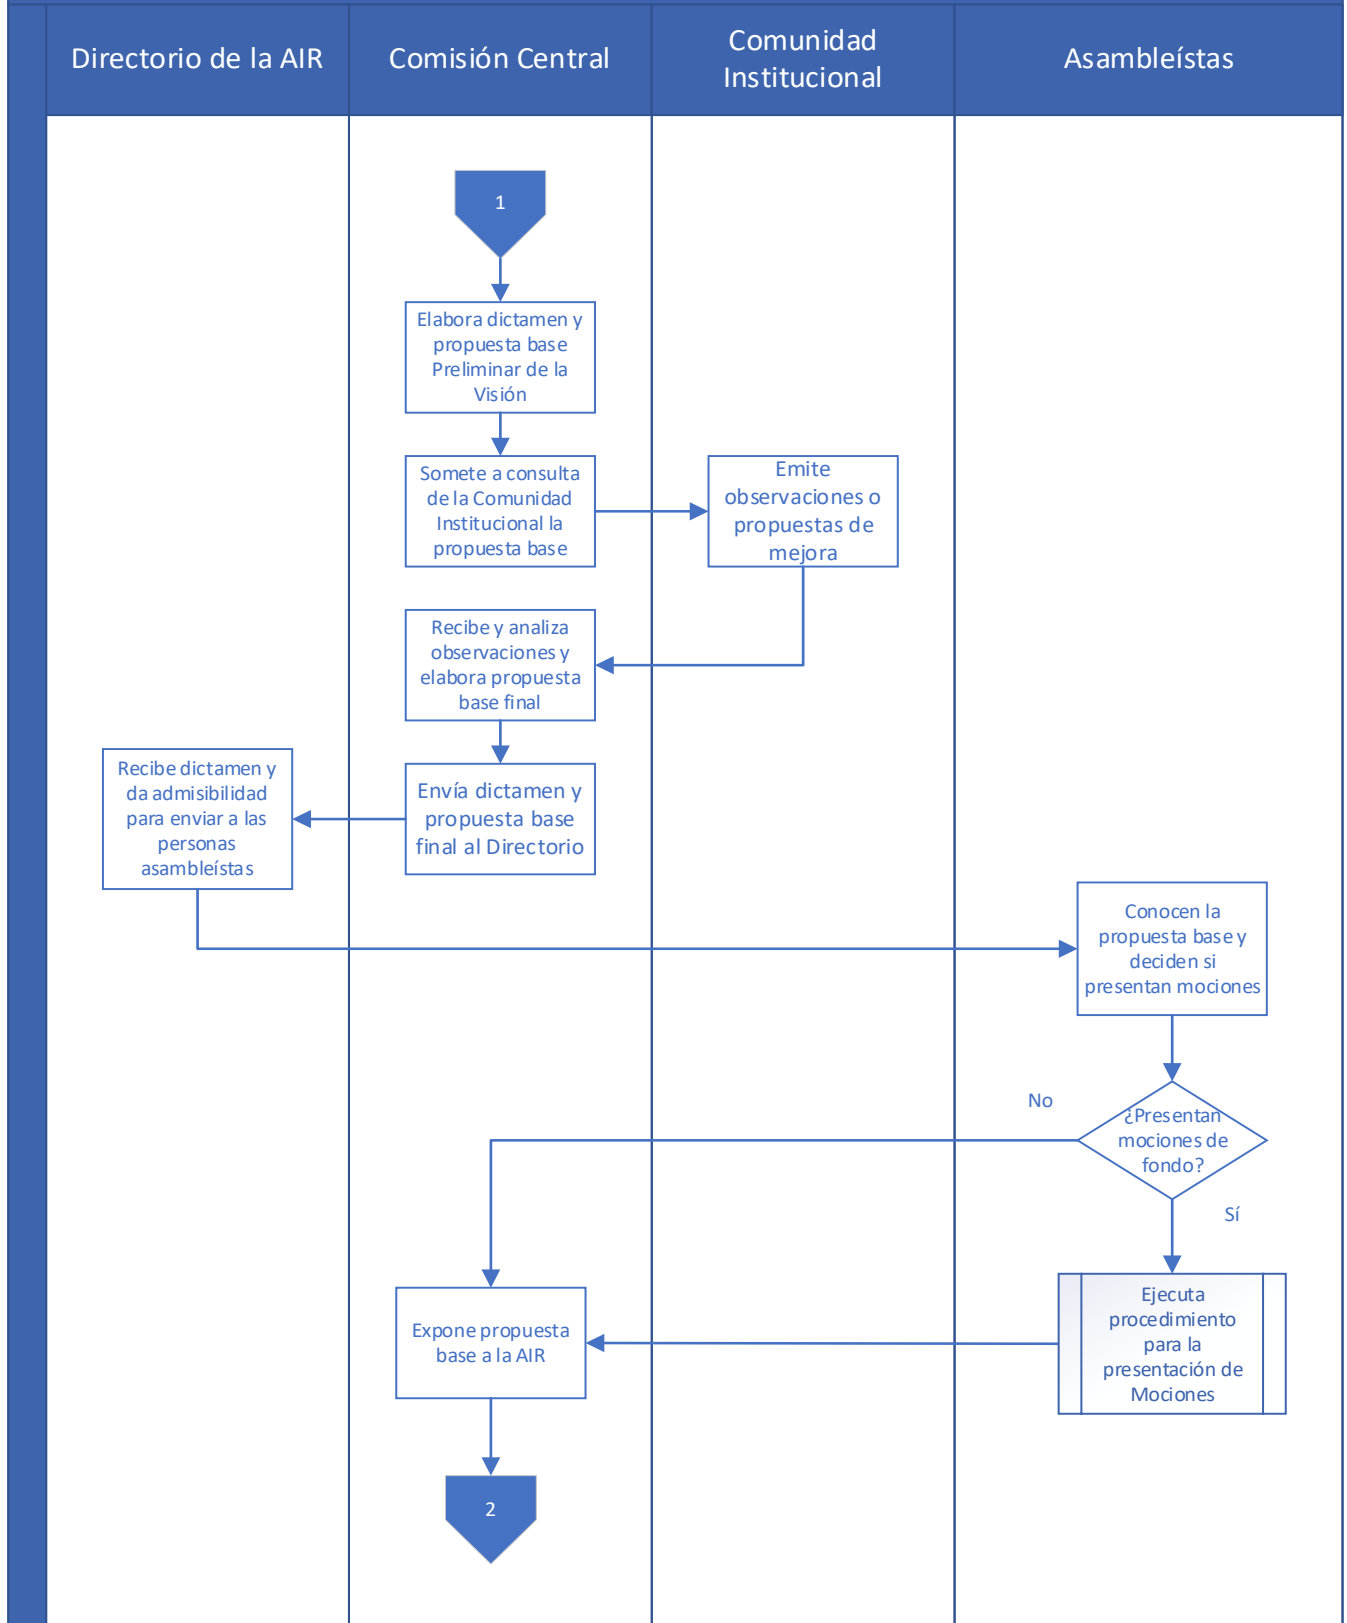 Directorio de la AIR
Comisión Central
Comunidad
Institucional
Asambleístas
1
Elabora dictamen y
propuesta base
Preliminar de la
Visión
Somete a consulta
de la Comunidad
Institucional la
propuesta base
Emite
observaciones o
propuestas de
mejora
Recibe y analiza
observaciones y
elabora propuesta
base final
Envía dictamen y
propuesta base
final al Directorio
Recibe dictamen y
da admisibilidad
para enviar a las
personas
asambleístas
Conocen la
propuesta base y
deciden si
presentan mociones
¿Presentan
mociones de
fondo?
No
Sí
Ejecuta
procedimiento
para la
presentación de
Mociones
Expone propuesta
base a la AIR
2